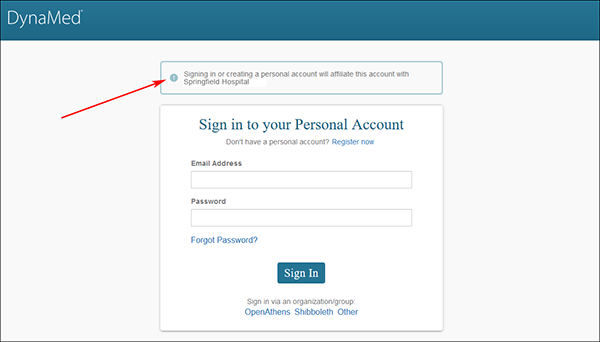 DynaMed®
Signing in or creating a personal account will affiliate this account with
Springfield Hospital
Sign in to your Personal Account
Don't have a personal account? Register now
Email Address
Password
Forgot Password?
Sign In
Sign in via an organization/group:
OpenAthens Shibboleth Other